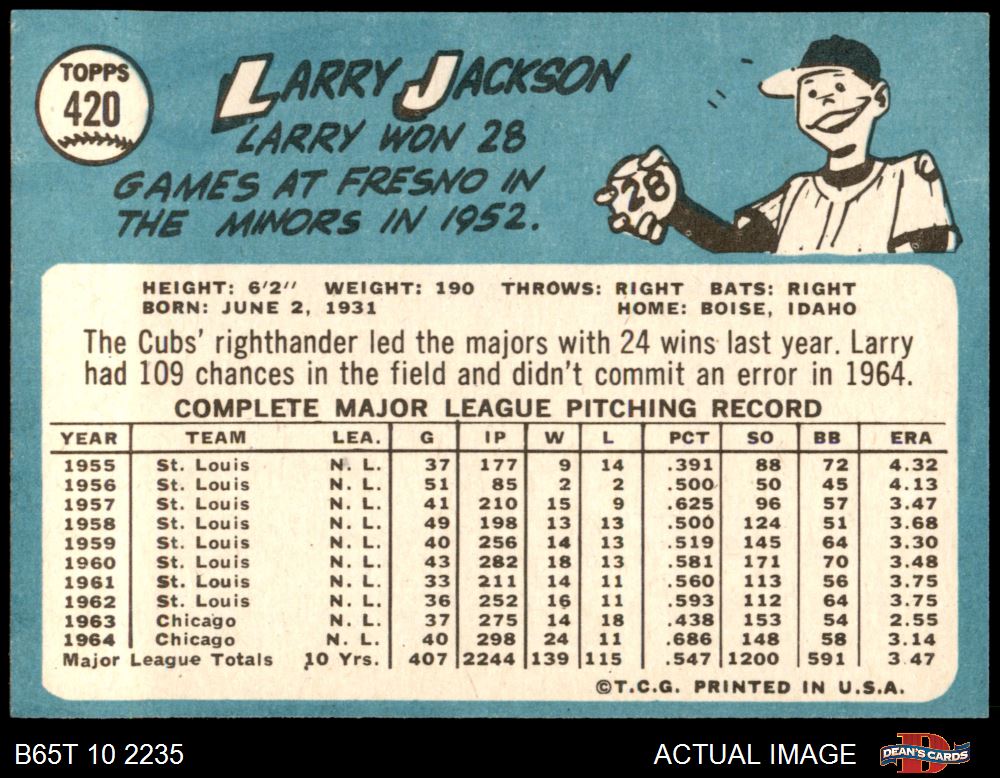 TOPPS
420
LARRY JACKSON
LARRY WON 28
GAMES AT FRESNO IN
THE MINORS IN 1952.
28
HEIGHT: 6'2" WEIGHT: 190 THROWS: RIGHT BATS: RIGHT
BORN: JUNE 2, 1931 HOME: BOISE, IDAHO
The Cubs' righthander led the majors with 24 wins last year. Larry
had 109 chances in the field and didn't commit an error in 1964.
COMPLETE MAJOR LEAGUE PITCHING RECORD
YEAR TEAM LEA. G IP W L PCT SO BB ERA
1955 St. Louis N. L. 37 177 9 14 .391 88 72 4.32
1956 St. Louis N. L. 51 85 2 2 .500 50 45 4.13
1957 St. Louis N. L. 41 210 15 9 .625 96 57 3.47
1958 St. Louis N. L. 49 198 13 13 .500 124 51 3.68
1959 St. Louis N. L. 40 256 14 13 .519 145 64 3.30
1960 St. Louis N. L. 43 282 18 13 .581 171 70 3.48
1961 St. Louis N. L. 33 211 14 11 .560 113 56 3.75
1962 St. Louis N. L. 36 252 16 11 .593 112 64 3.75
1963 Chicago N. L. 37 275 14 18 .438 153 54 2.55
1964 Chicago N. L. 40 298 24 11 .686 148 58 3.14
Major League Totals 10 Yrs. 407 2244 139 115 .547 1200 591 3.47
©T.C.G. PRINTED IN U.S.A.
B65T 10 2235 ACTUAL IMAGE DEAN'S CARDS